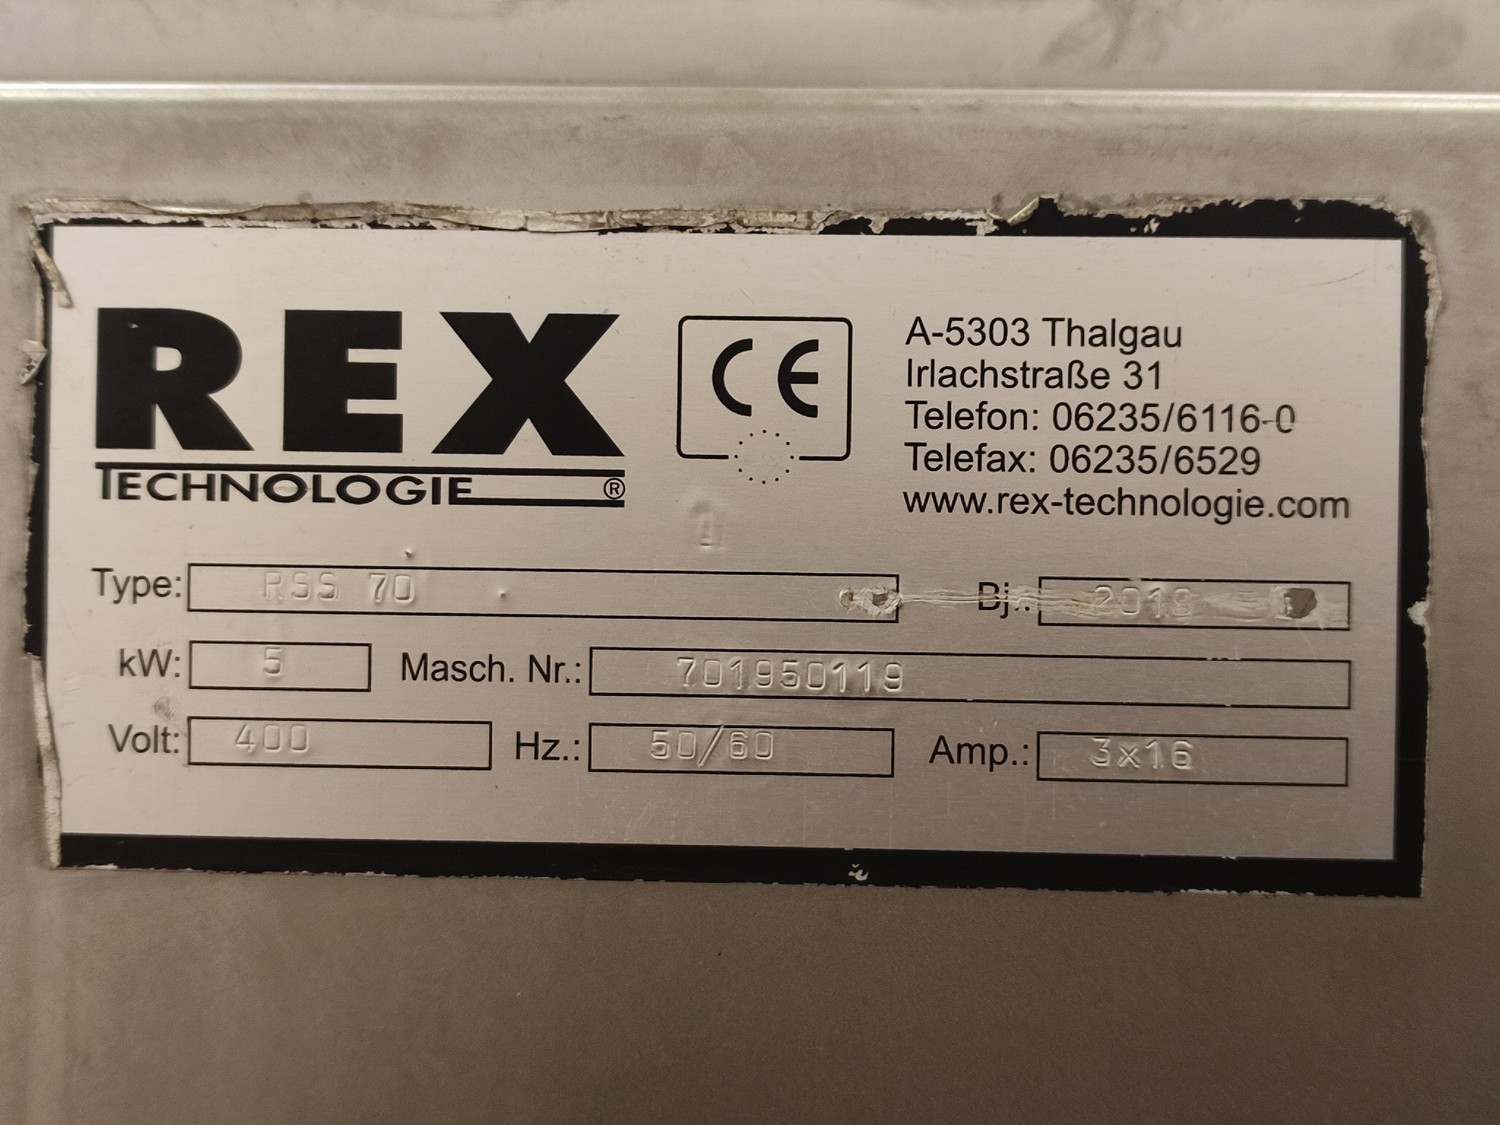 REX
TECHNOLOGIE ®
CE
A-5303 Thalgau
Irlachstraße 31
Telefon: 06235/6116-0
Telefax: 06235/6529
www.rex-technologie.com
Type: RSS 70 Bj.: 2019
kW: 5 Masch. Nr.: 701950119
Volt: 400 Hz.: 50/60 Amp.: 3x16